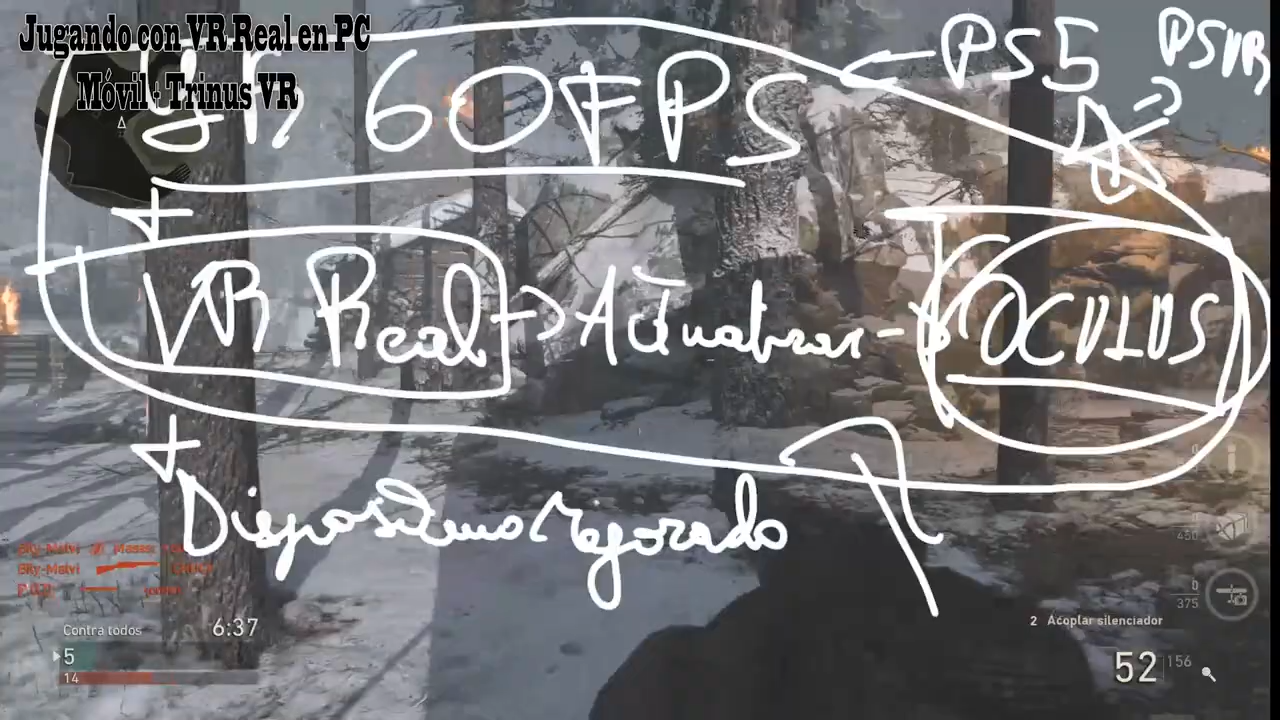 Jugando con VR Real en PC
Móvil + Trinus VR
60FPS
PS5
PSVR
+
VR Real → Actualizar → OCULUS
+
Dispositivo Mejorado
Contra todos 6:37
5
14
450
0
375
2 Acoplar silenciador
52 156